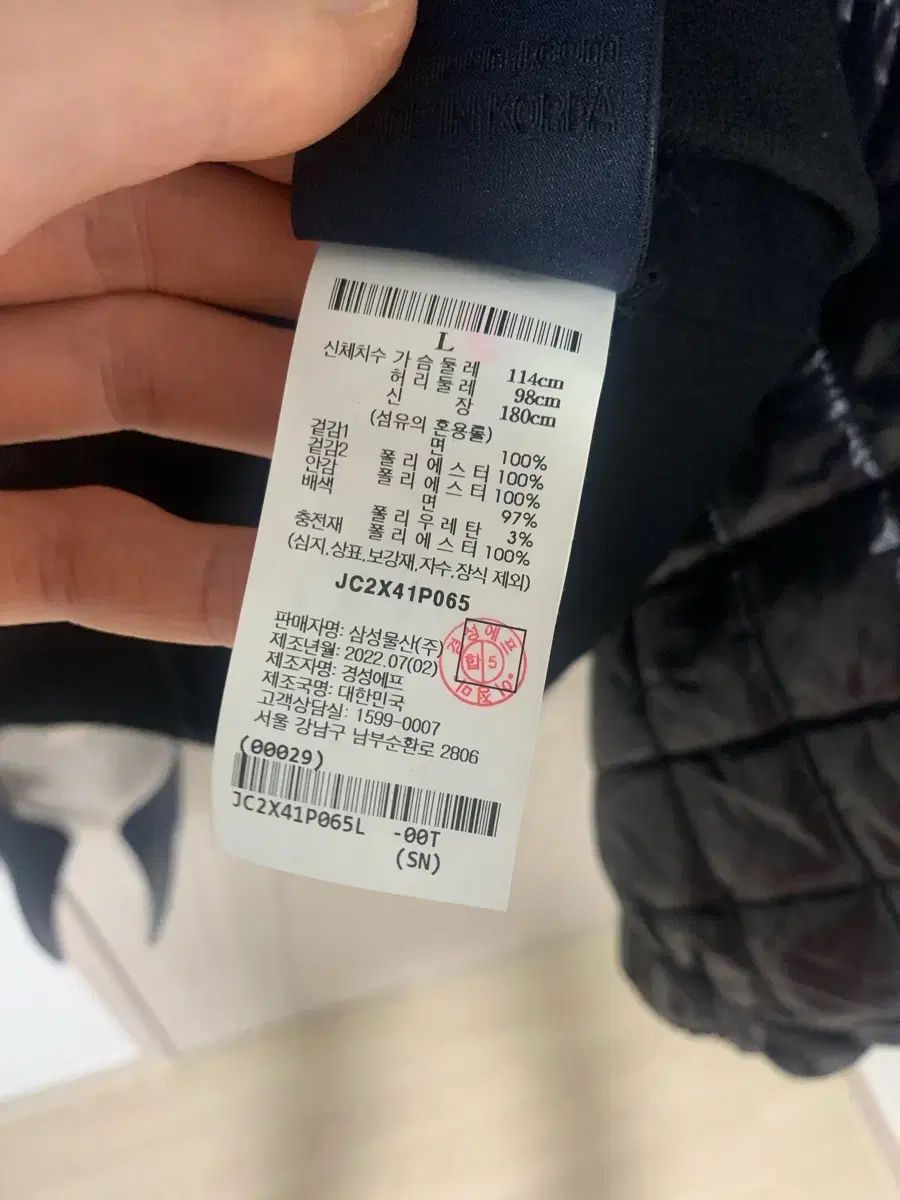 IN KOREA
L
신체치수 가 슴 둘 레 114cm
허 리 둘 레 98cm
신 장 180cm
(섬유의 혼용률)
겉감1 면 100%
겉감2 폴 리 에 스 터 100%
안감 폴 리 에 스 터 100%
배색 면 97%
폴 리 우 레 탄 3%
충전재 폴 리 에 스 터 100%
(심지,상표,보강재,자수,장식 제외)
JC2X41P065
판매자명: 삼성물산(주)
제조년월: 2022.07(02)
제조자명: 경성에프
제조국명: 대한민국
고객상담실: 1599-0007
서울 강남구 남부순환로 2806
합 5
(00029)
JC2X41P065L -00T
(SN)